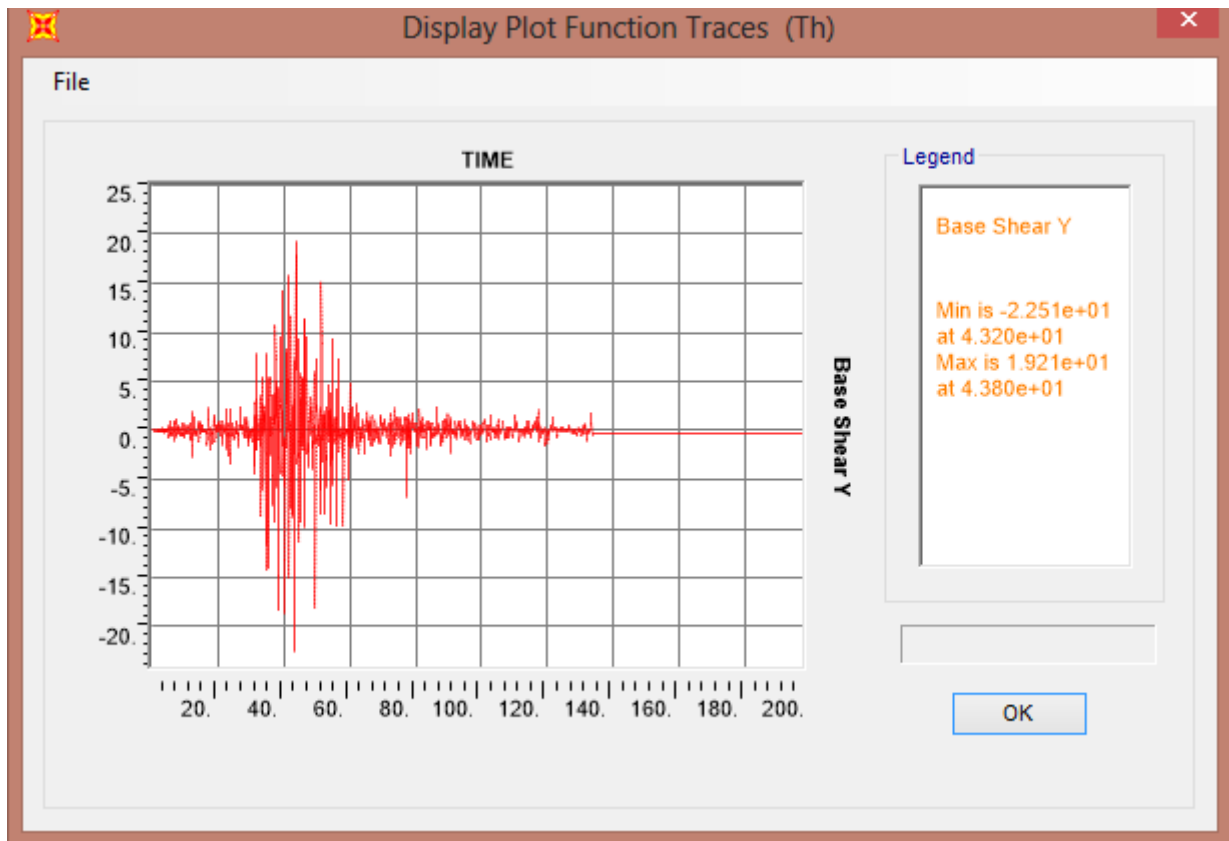 Display Plot Function Traces (Th)
File
TIME
25.
20.
15.
10.
5.
0.
-5.
-10.
-15.
-20.
20. 40. 60. 80. 100. 120. 140. 160. 180. 200.
Base Shear Y
Legend
Base Shear Y
Min is -2.251e+01
at 4.320e+01
Max is 1.921e+01
at 4.380e+01
OK